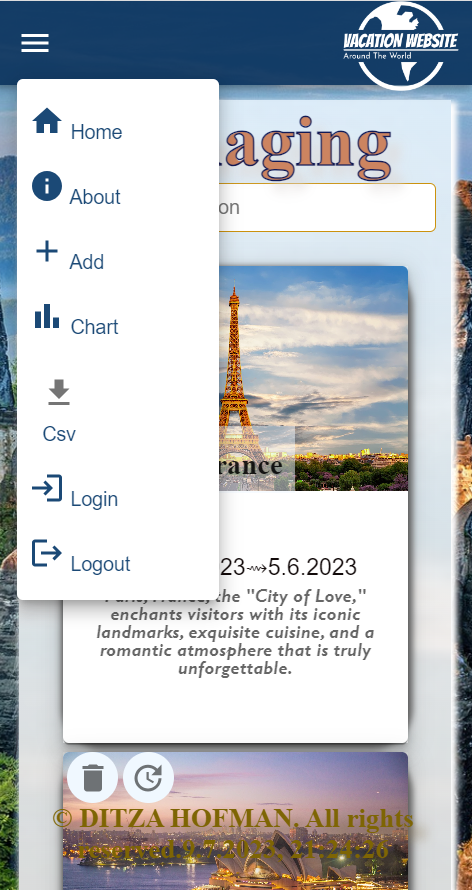 VACATION WEBSITE
Around The World
aging
Home
About
on
Add
Chart
Csv
rance
Login
Logout
23⇝5.6.2023
Paris, France, the "City of Love,"
enchants visitors with its iconic
landmarks, exquisite cuisine, and a
romantic atmosphere that is truly
unforgettable.
© DITZA HOFMAN, All rights
reserved.9.7.2023, 21:24:26